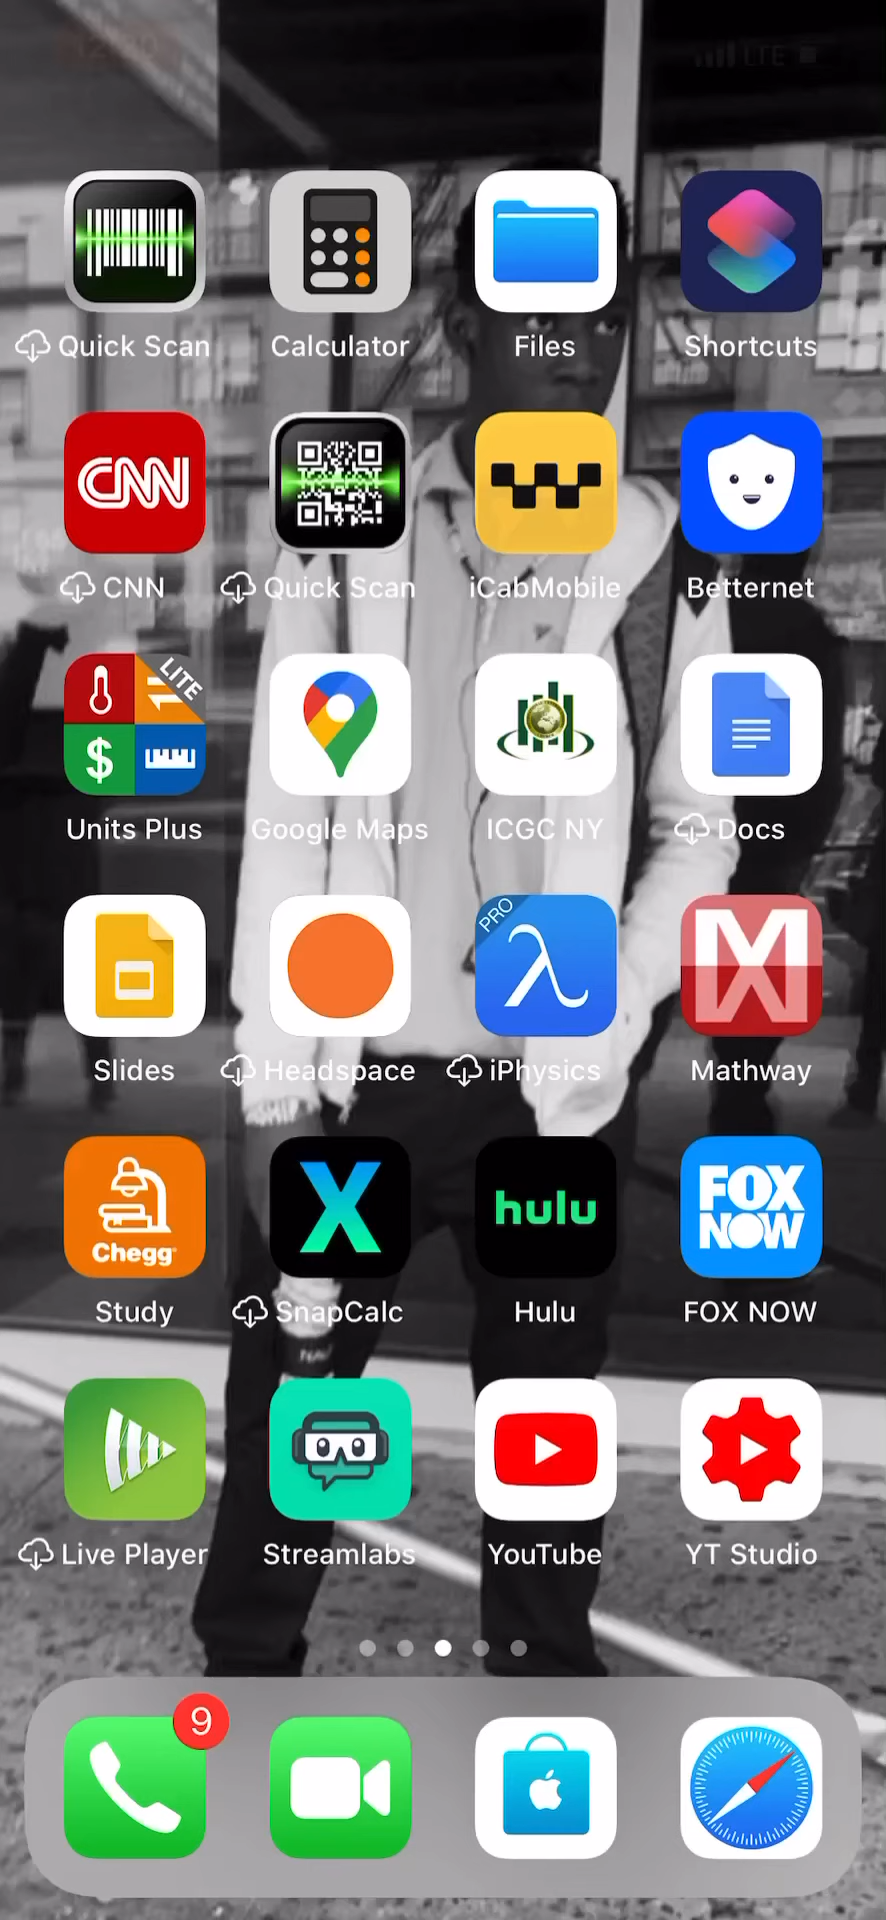 LTE
Quick Scan
Calculator
Files
Shortcuts
CNN
CNN
Quick Scan
iCabMobile
Betternet
LITE
$
Units Plus
Google Maps
ICGC NY
Docs
Slides
Headspace
PRO
λ
iPhysics
M
Mathway
Chegg
Study
X
SnapCalc
hulu
Hulu
FOX
NOW
FOX NOW
Live Player
Streamlabs
YouTube
YT Studio
9